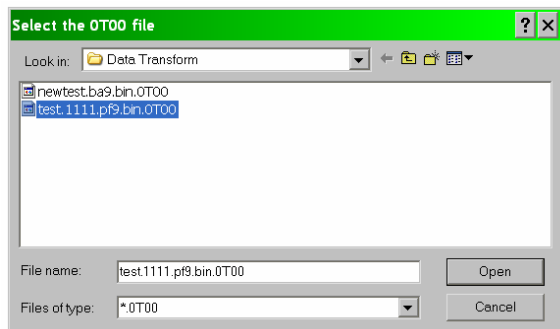 Select the 0T00 file
Look in: Data Transform
newtest.ba9.bin.0T00
test.1111.pf9.bin.0T00
File name: test.1111.pf9.bin.0T00 Open
Files of type: *.0T00 Cancel